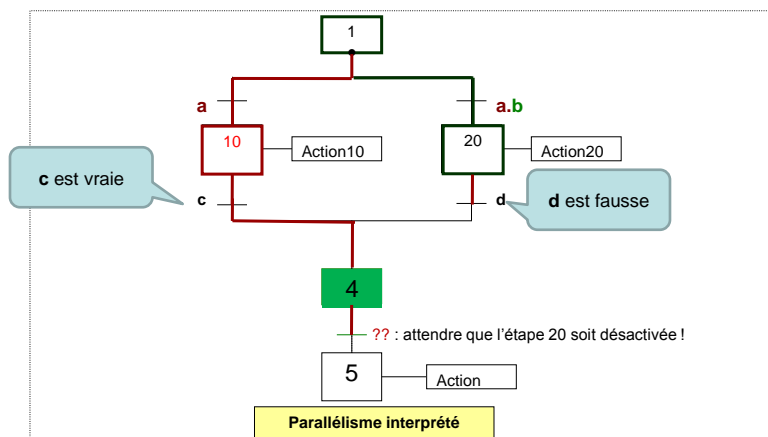 1
a
a.b
10
Action10
20
Action20
c est vraie
c
d
d est fausse
4
?? : attendre que l'étape 20 soit désactivée !
5
Action
Parallélisme interprété